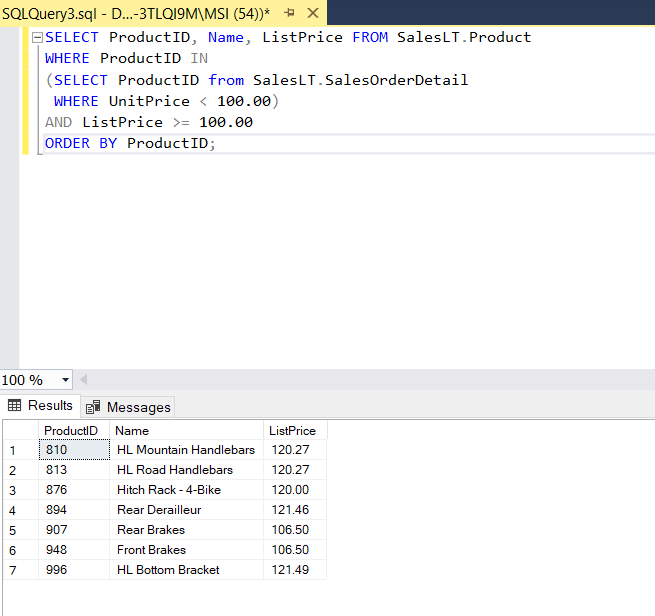 SQLQuery3.sql - D...-3TLQI9M\MSI (54))*
SELECT ProductID, Name, ListPrice FROM SalesLT.Product
WHERE ProductID IN
(SELECT ProductID from SalesLT.SalesOrderDetail
WHERE UnitPrice < 100.00)
AND ListPrice >= 100.00
ORDER BY ProductID;
100 %
Results Messages
ProductID Name ListPrice
1 810 HL Mountain Handlebars 120.27
2 813 HL Road Handlebars 120.27
3 876 Hitch Rack - 4-Bike 120.00
4 894 Rear Derailleur 121.46
5 907 Rear Brakes 106.50
6 948 Front Brakes 106.50
7 996 HL Bottom Bracket 121.49